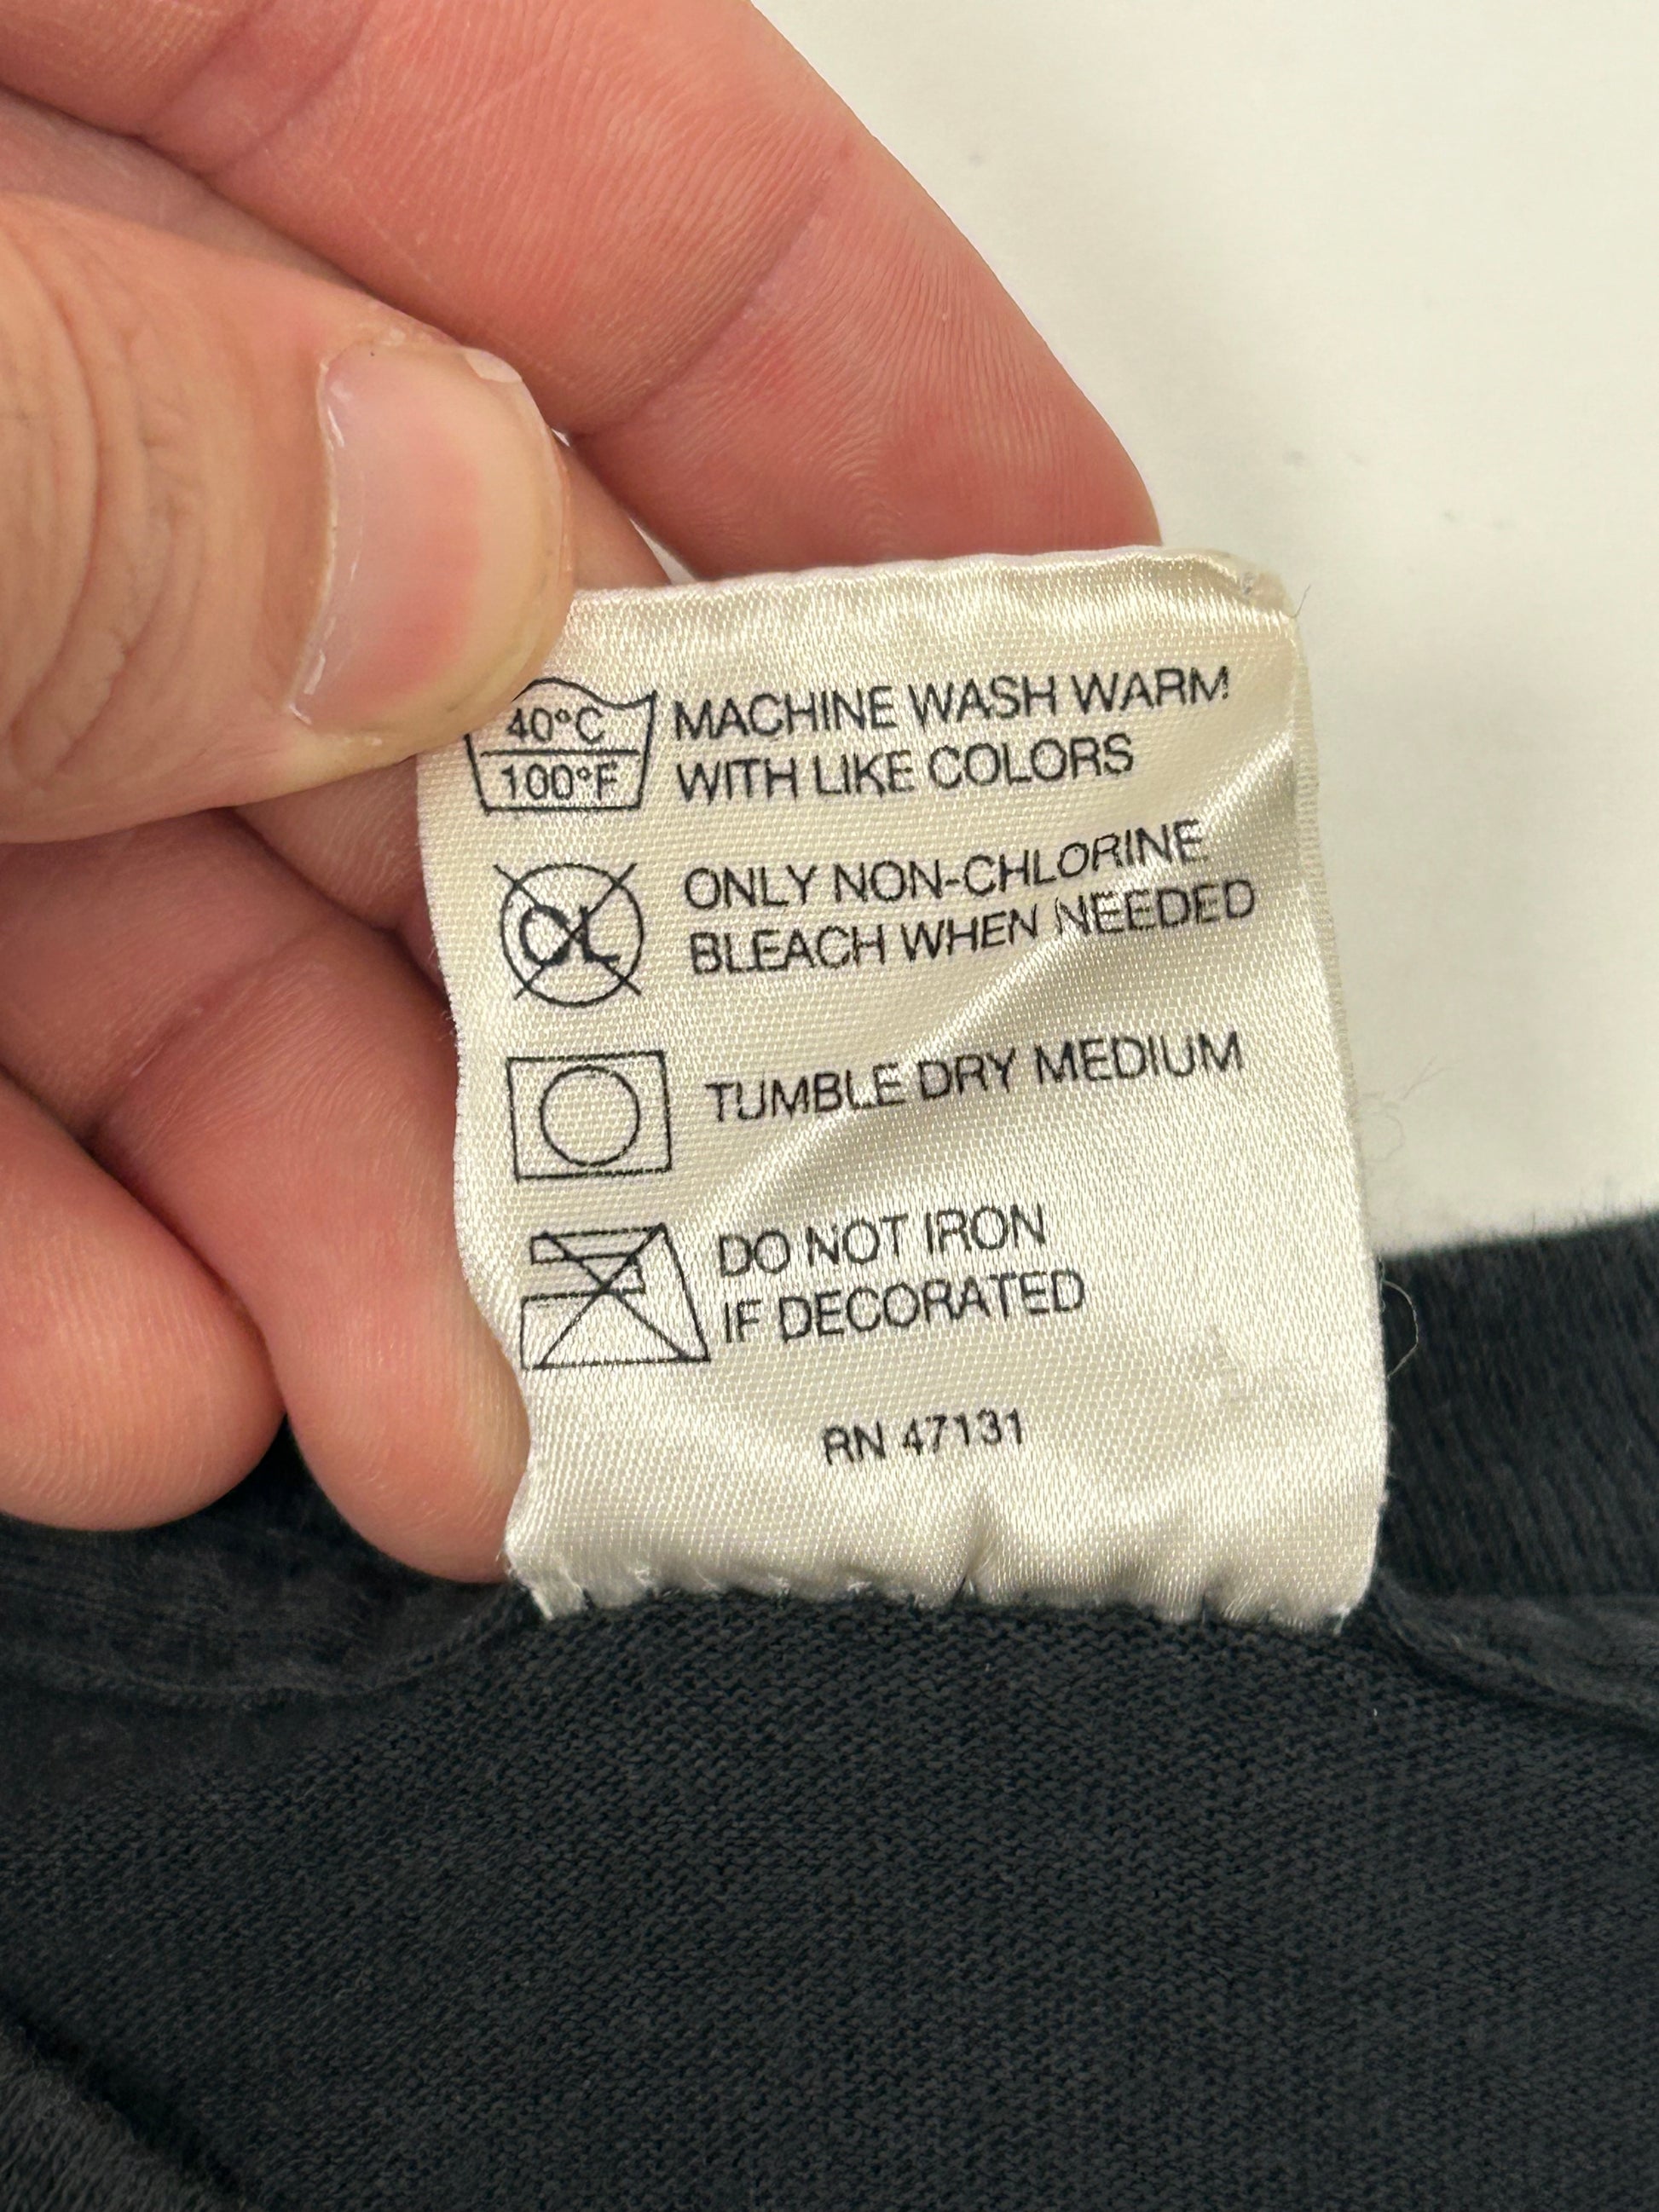 40°C
100°F
MACHINE WASH WARM
WITH LIKE COLORS
CL
ONLY NON-CHLORINE
BLEACH WHEN NEEDED
TUMBLE DRY MEDIUM
DO NOT IRON
IF DECORATED
RN 47131